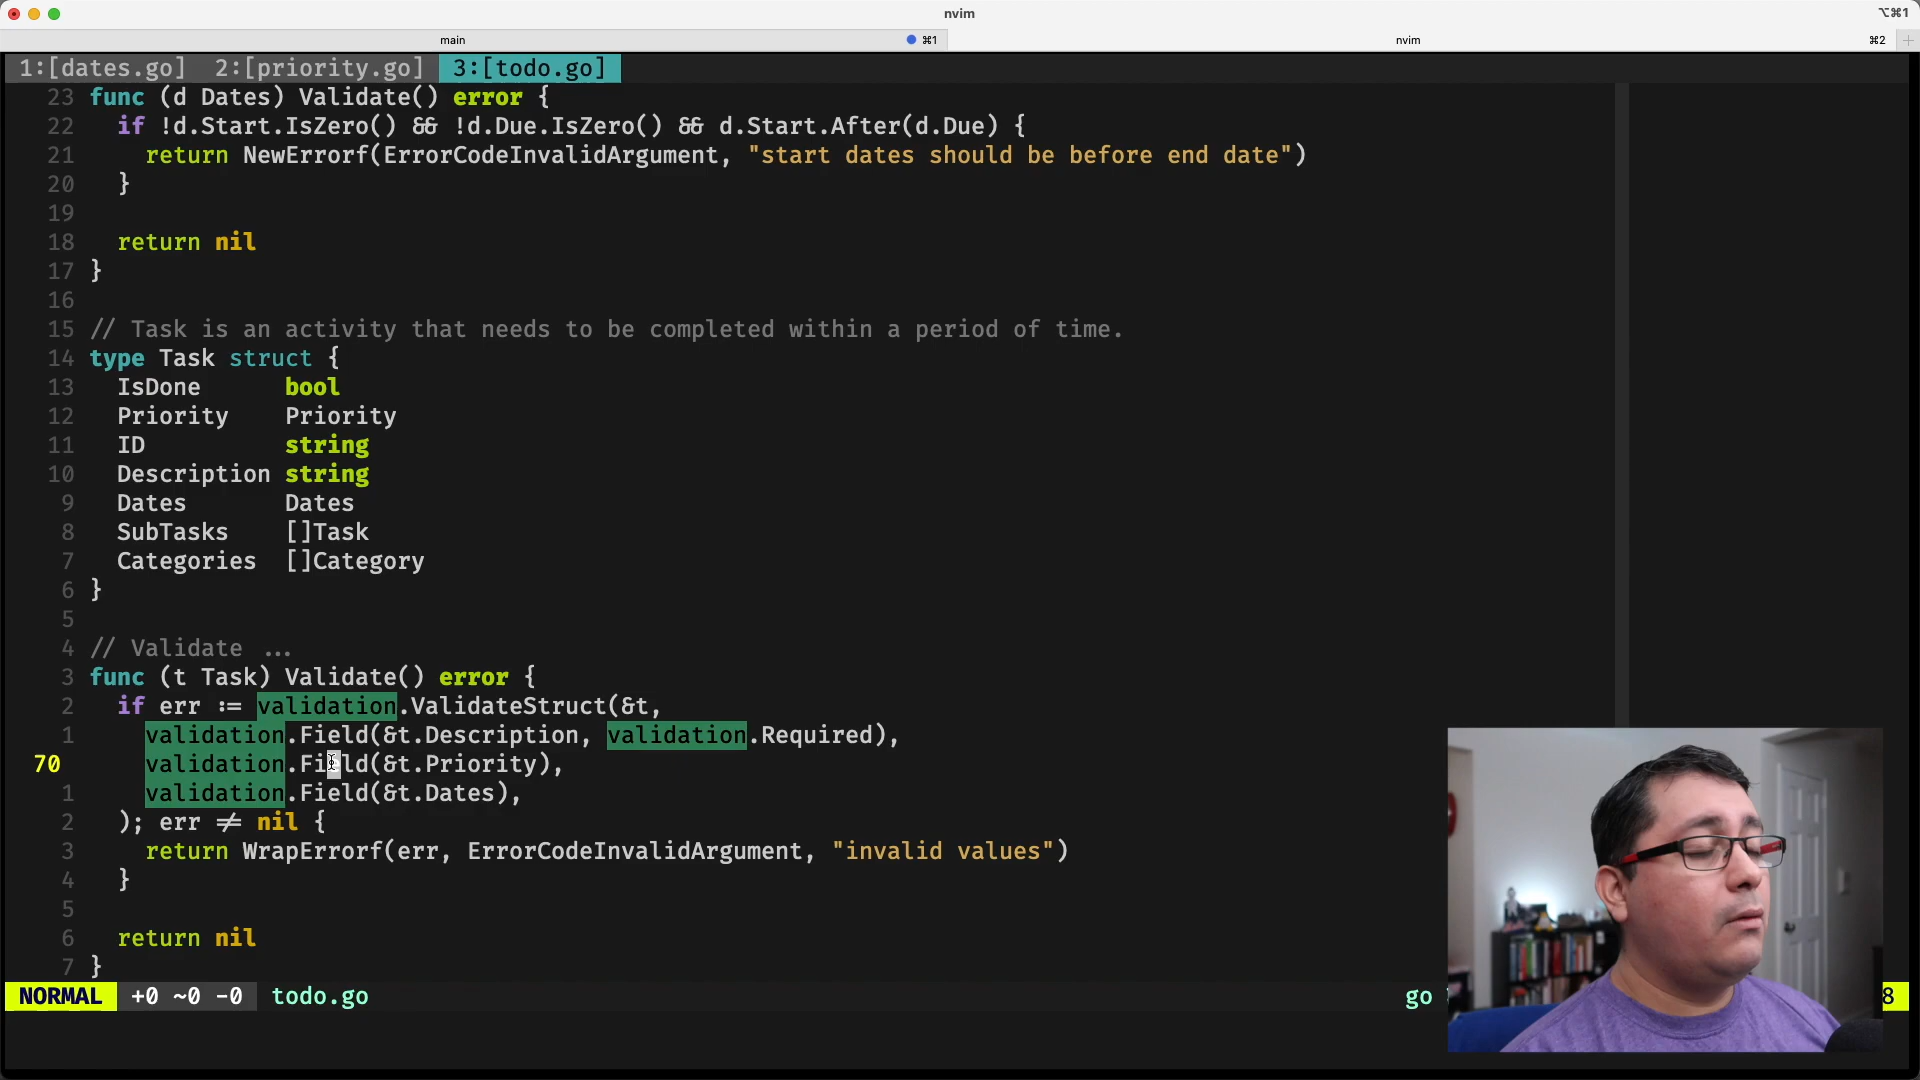 nvim
⌥⌘1
main ⌘1
nvim ⌘2 +
1:[dates.go] 2:[priority.go] 3:[todo.go]
23 func (d Dates) Validate() error {
22 if !d.Start.IsZero() && !d.Due.IsZero() && d.Start.After(d.Due) {
21 return NewErrorf(ErrorCodeInvalidArgument, "start dates should be before end date")
20 }
19
18 return nil
17 }
16
15 // Task is an activity that needs to be completed within a period of time.
14 type Task struct {
13 IsDone bool
12 Priority Priority
11 ID string
10 Description string
9 Dates Dates
8 SubTasks []Task
7 Categories []Category
6 }
5
4 // Validate ...
3 func (t Task) Validate() error {
2 if err := validation.ValidateStruct(&t,
1 validation.Field(&t.Description, validation.Required),
70 validation.Field(&t.Priority),
1 validation.Field(&t.Dates),
2 ); err ≠ nil {
3 return WrapErrorf(err, ErrorCodeInvalidArgument, "invalid values")
4 }
5
6 return nil
7 }
NORMAL +0 ~0 -0 todo.go go 8